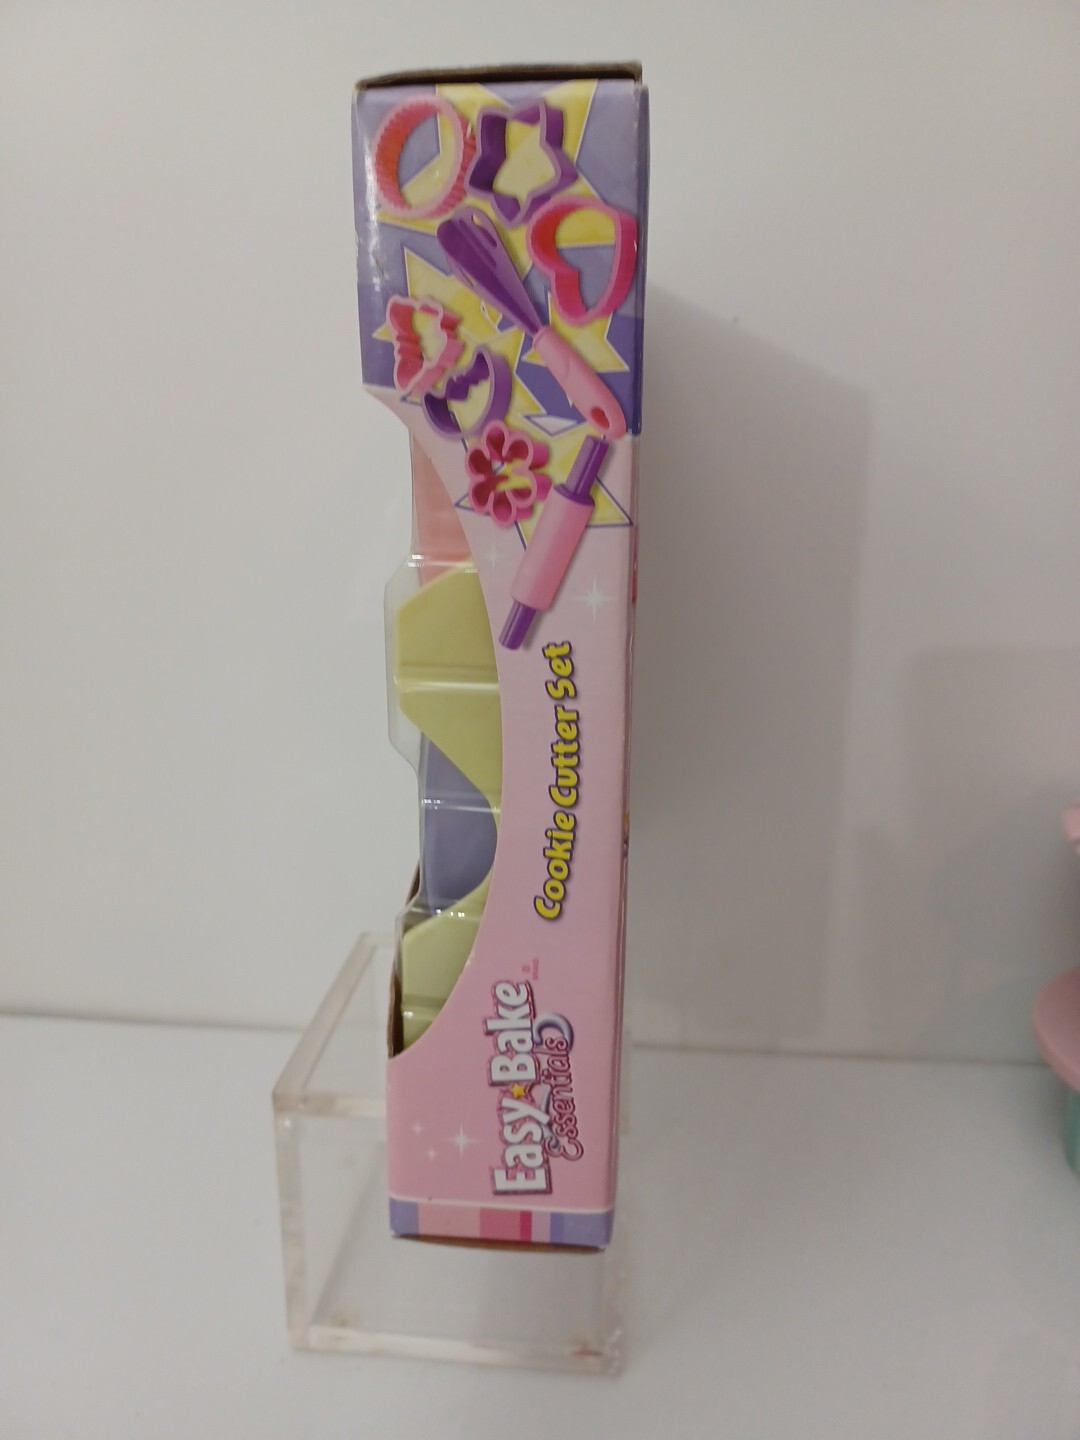 Cookie Cutter Set
Easy Bake
Essentials